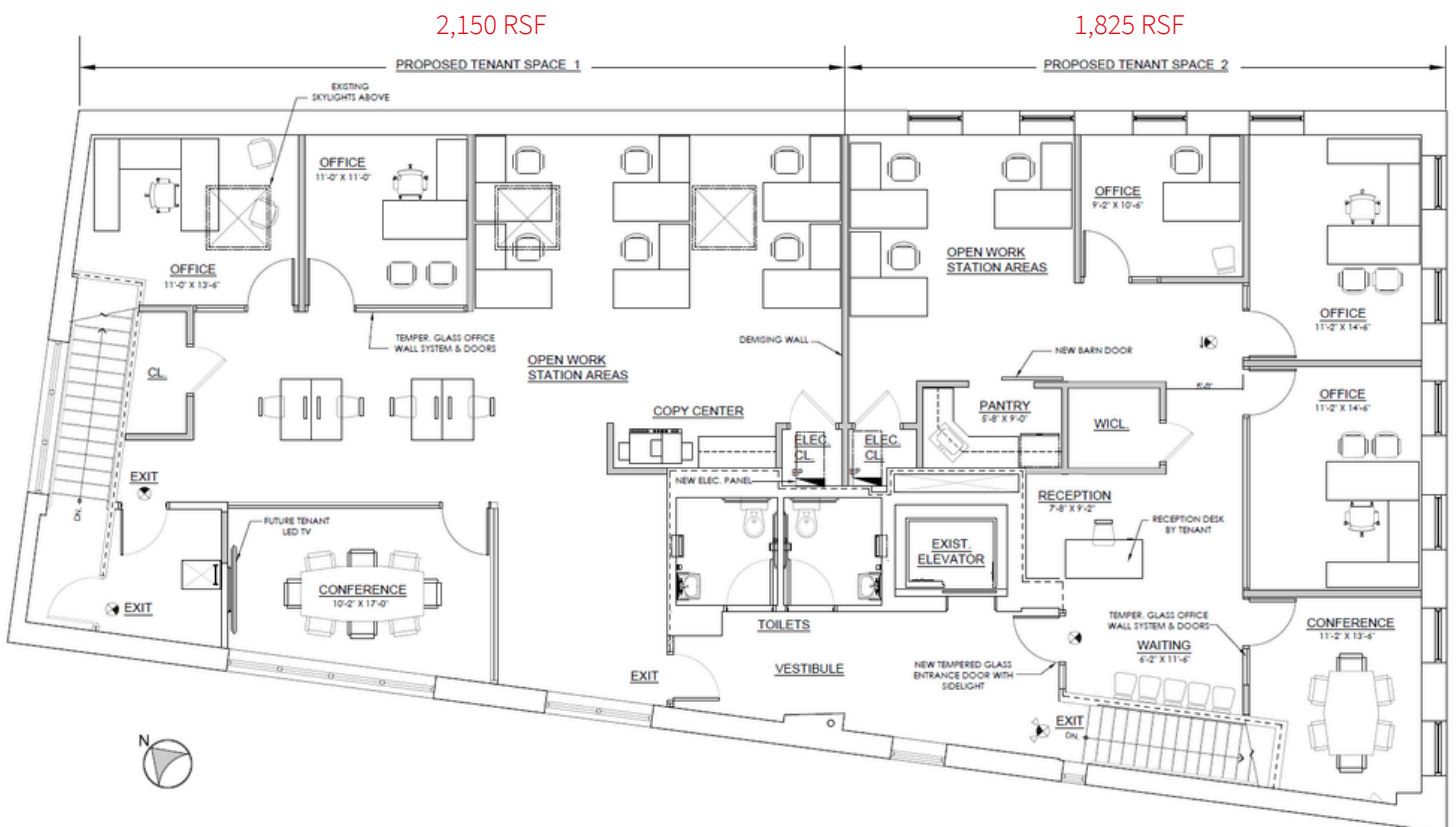 2,150 RSF
1,825 RSF
PROPOSED TENANT SPACE 1
PROPOSED TENANT SPACE 2
EXISTING
SKYLIGHTS ABOVE
OFFICE
11'-0" X 11'-0"
OFFICE
9'-2" X 10'-6"
OPEN WORK
STATION AREAS
OFFICE
11'-0" X 13'-6"
OFFICE
11'-2" X 14'-6"
TEMPER. GLASS OFFICE
WALL SYSTEM & DOORS
DEMISING WALL
NEW BARN DOOR
OPEN WORK
STATION AREAS
CL.
5'-0"
OFFICE
11'-2" X 14'-6"
COPY CENTER
PANTRY
5'-8" X 9'-0"
WICL.
ELEC.
CL.
BP
ELEC.
CL.
BP
EXIT
NEW ELEC. PANEL
RECEPTION
7'-8" X 9'-2"
DN.
FUTURE TENANT
LED TV
RECEPTION DESK
BY TENANT
EXIST.
ELEVATOR
CONFERENCE
10'-2" X 17'-0"
EXIT
TOILETS
TEMPER. GLASS OFFICE
WALL SYSTEM & DOORS
CONFERENCE
11'-2" X 13'-6"
WAITING
6'-2" X 11'-6"
EXIT
VESTIBULE
NEW TEMPERED GLASS
ENTRANCE DOOR WITH
SIDELIGHT
EXIT
DN.
N